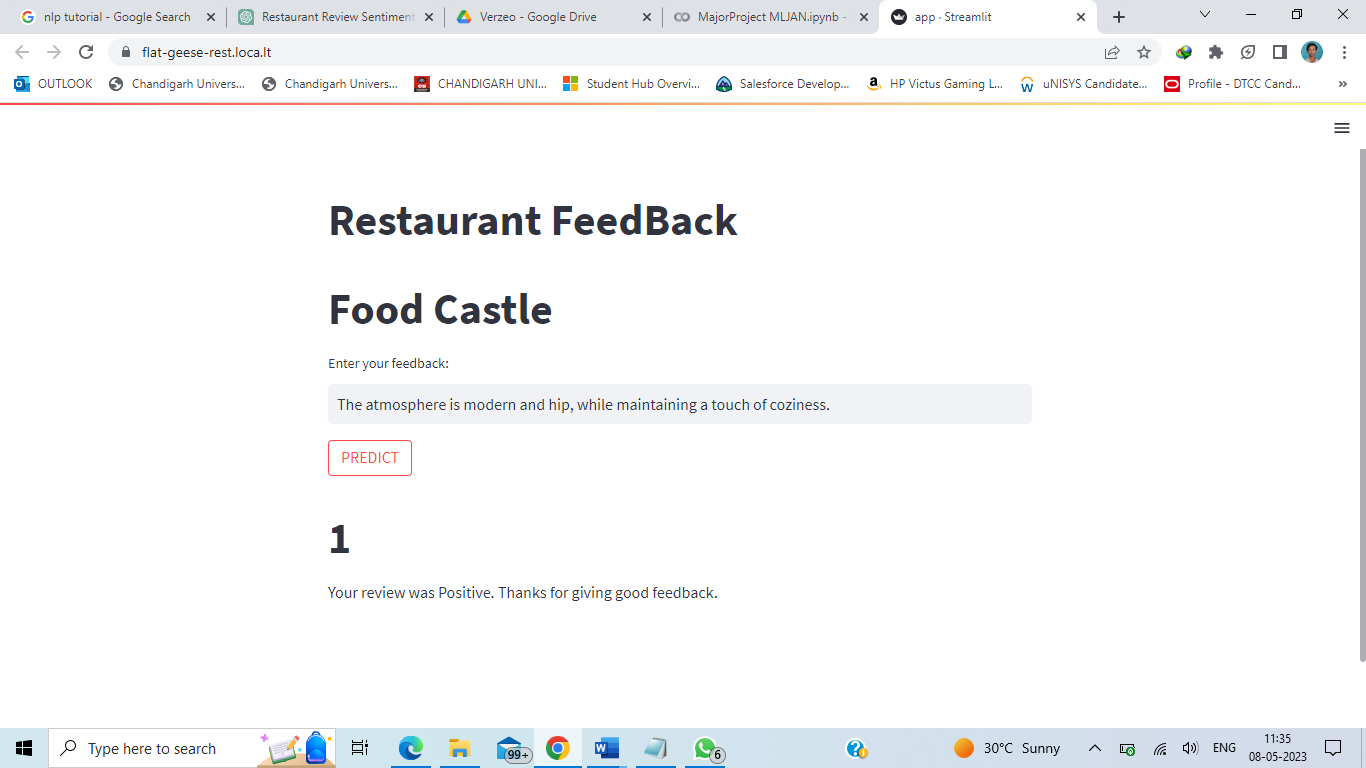 nlp tutorial - Google Search
Restaurant Review Sentiment
Verzeo - Google Drive
MajorProject MLJAN.ipynb -
app · Streamlit
flat-geese-rest.loca.lt
OUTLOOK
Chandigarh Univers...
Chandigarh Univers...
CHANDIGARH UNI...
Student Hub Overvi...
Salesforce Develop...
HP Victus Gaming L...
uNISYS Candidate...
Profile - DTCC Cand...
»
Restaurant FeedBack
Food Castle
Enter your feedback:
The atmosphere is modern and hip, while maintaining a touch of coziness.
PREDICT
1
Your review was Positive. Thanks for giving good feedback.
Type here to search
99+
6
30°C Sunny
ENG
11:35
08-05-2023